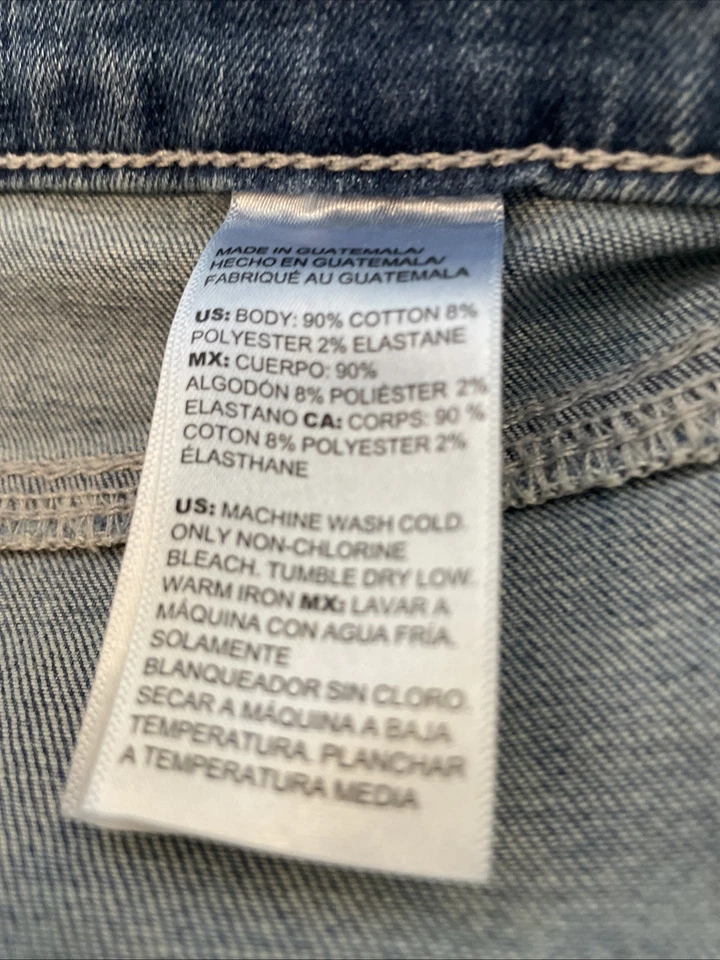 MADE IN GUATEMALA/
HECHO EN GUATEMALA/
FABRIQUÉ AU GUATEMALA
US: BODY: 90% COTTON 8%
POLYESTER 2% ELASTANE
MX: CUERPO: 90%
ALGODÓN 8% POLIÉSTER 2%
ELASTANO CA: CORPS: 90 %
COTON 8% POLYESTER 2%
ÉLASTHANE
US: MACHINE WASH COLD.
ONLY NON-CHLORINE
BLEACH. TUMBLE DRY LOW.
WARM IRON MX: LAVAR A
MÁQUINA CON AGUA FRÍA.
SOLAMENTE
BLANQUEADOR SIN CLORO.
SECAR A MÁQUINA A BAJA
TEMPERATURA. PLANCHAR
A TEMPERATURA MEDIA